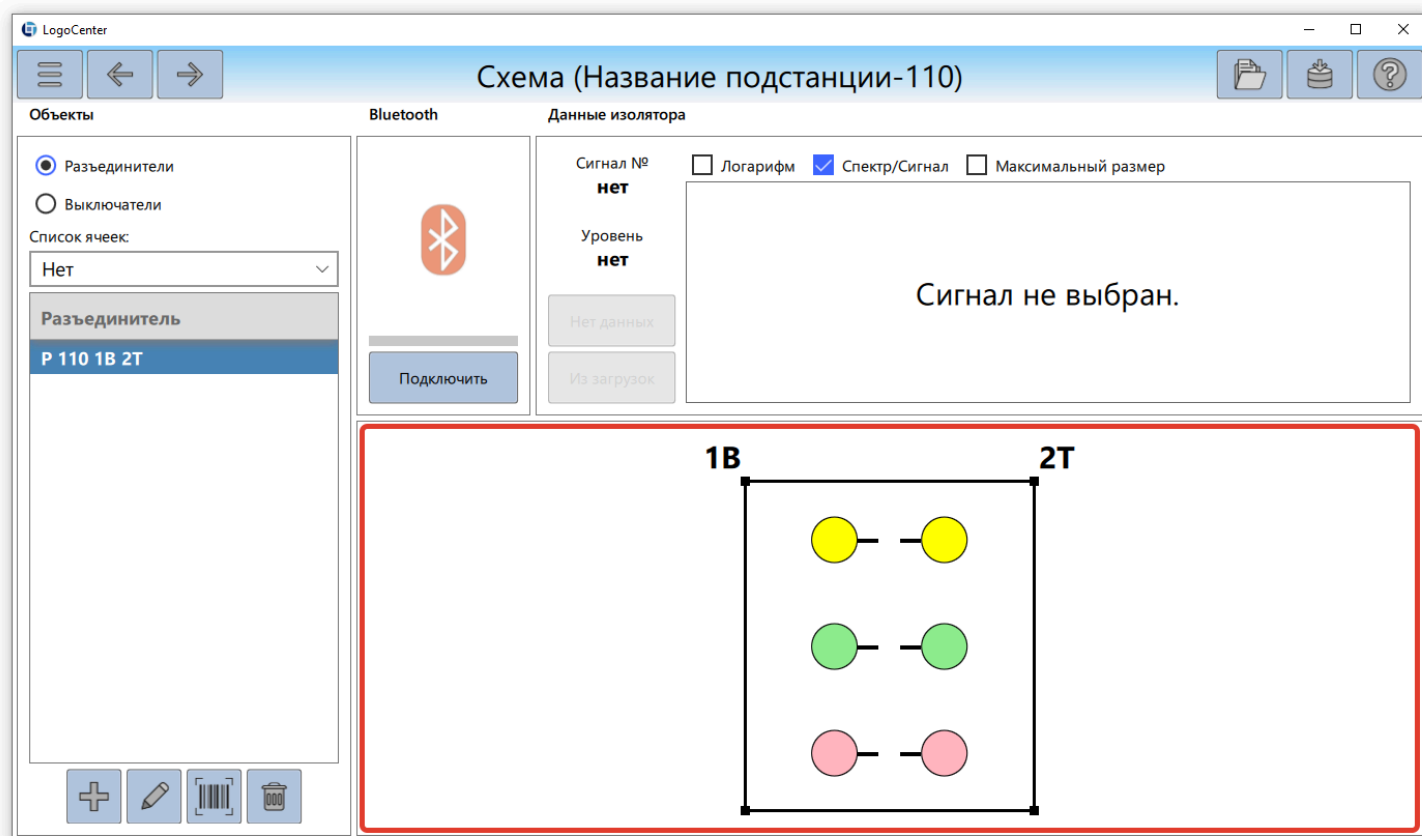 LogoCenter
Схема (Название подстанции-110)
Объекты
Bluetooth
Данные изолятора
Разъединители
Выключатели
Список ячеек:
Нет
Разъединитель
Р 110 1В 2Т
Подключить
Сигнал №
нет
Уровень
нет
Нет данных
Из загрузок
Логарифм
Спектр/Сигнал
Максимальный размер
Сигнал не выбран.
1В
2Т